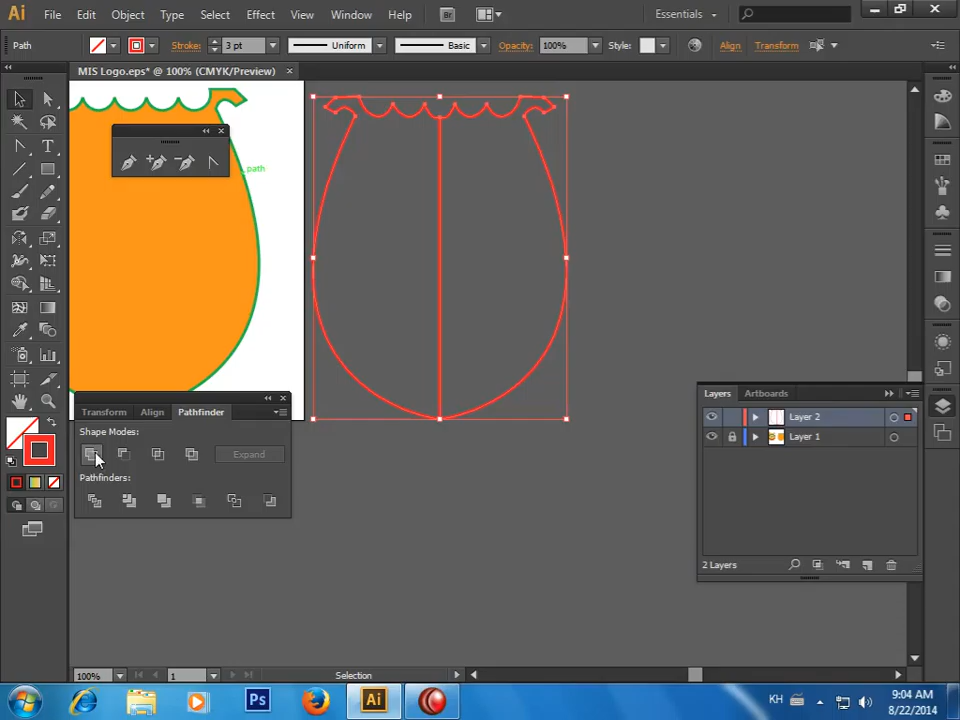 Ai File Edit Object Type Select Effect View Window Help Br Essentials
Path Stroke: 3 pt Uniform Basic Opacity: 100% Style: Align Transform
MIS Logo.eps* @ 100% (CMYK/Preview)
path
Layers Artboards
Transform Align Pathfinder
Layer 2
Shape Modes:
Layer 1
Expand
Pathfinders:
2 Layers
100% 1 Selection
Ps Ai KH 9:04 AM
8/22/2014